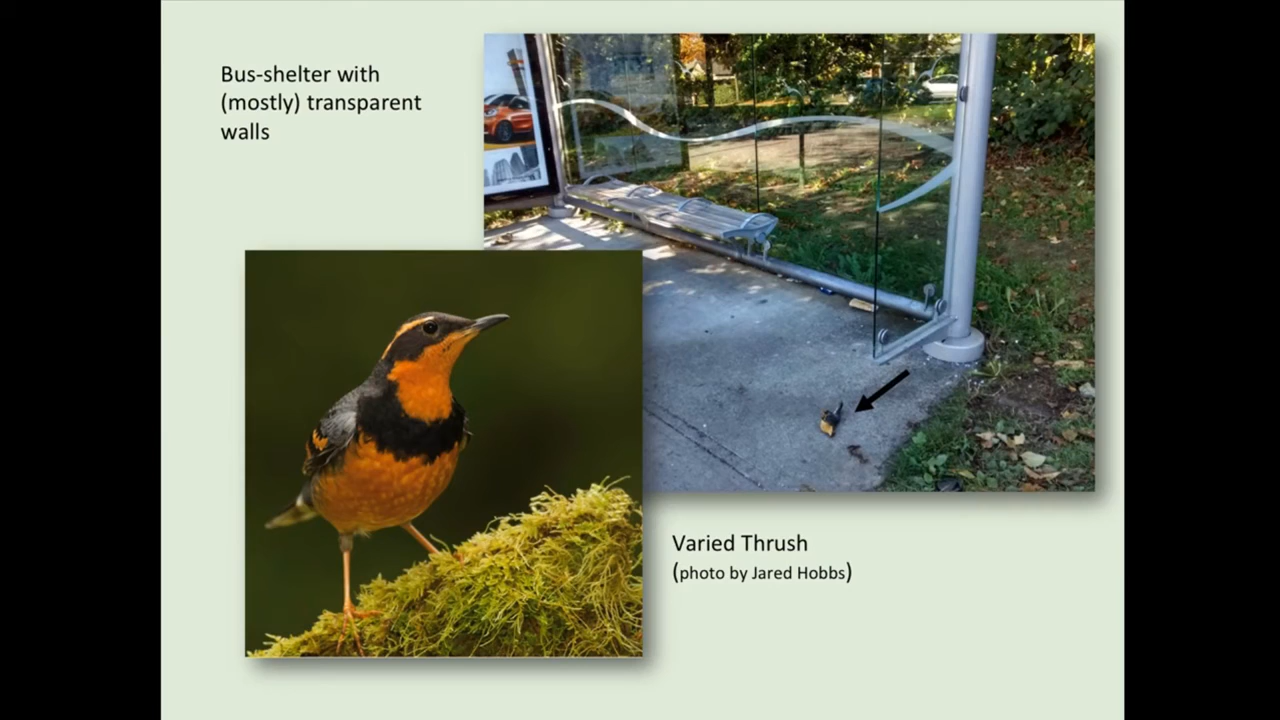 Bus-shelter with
(mostly) transparent
walls
Varied Thrush
(photo by Jared Hobbs)